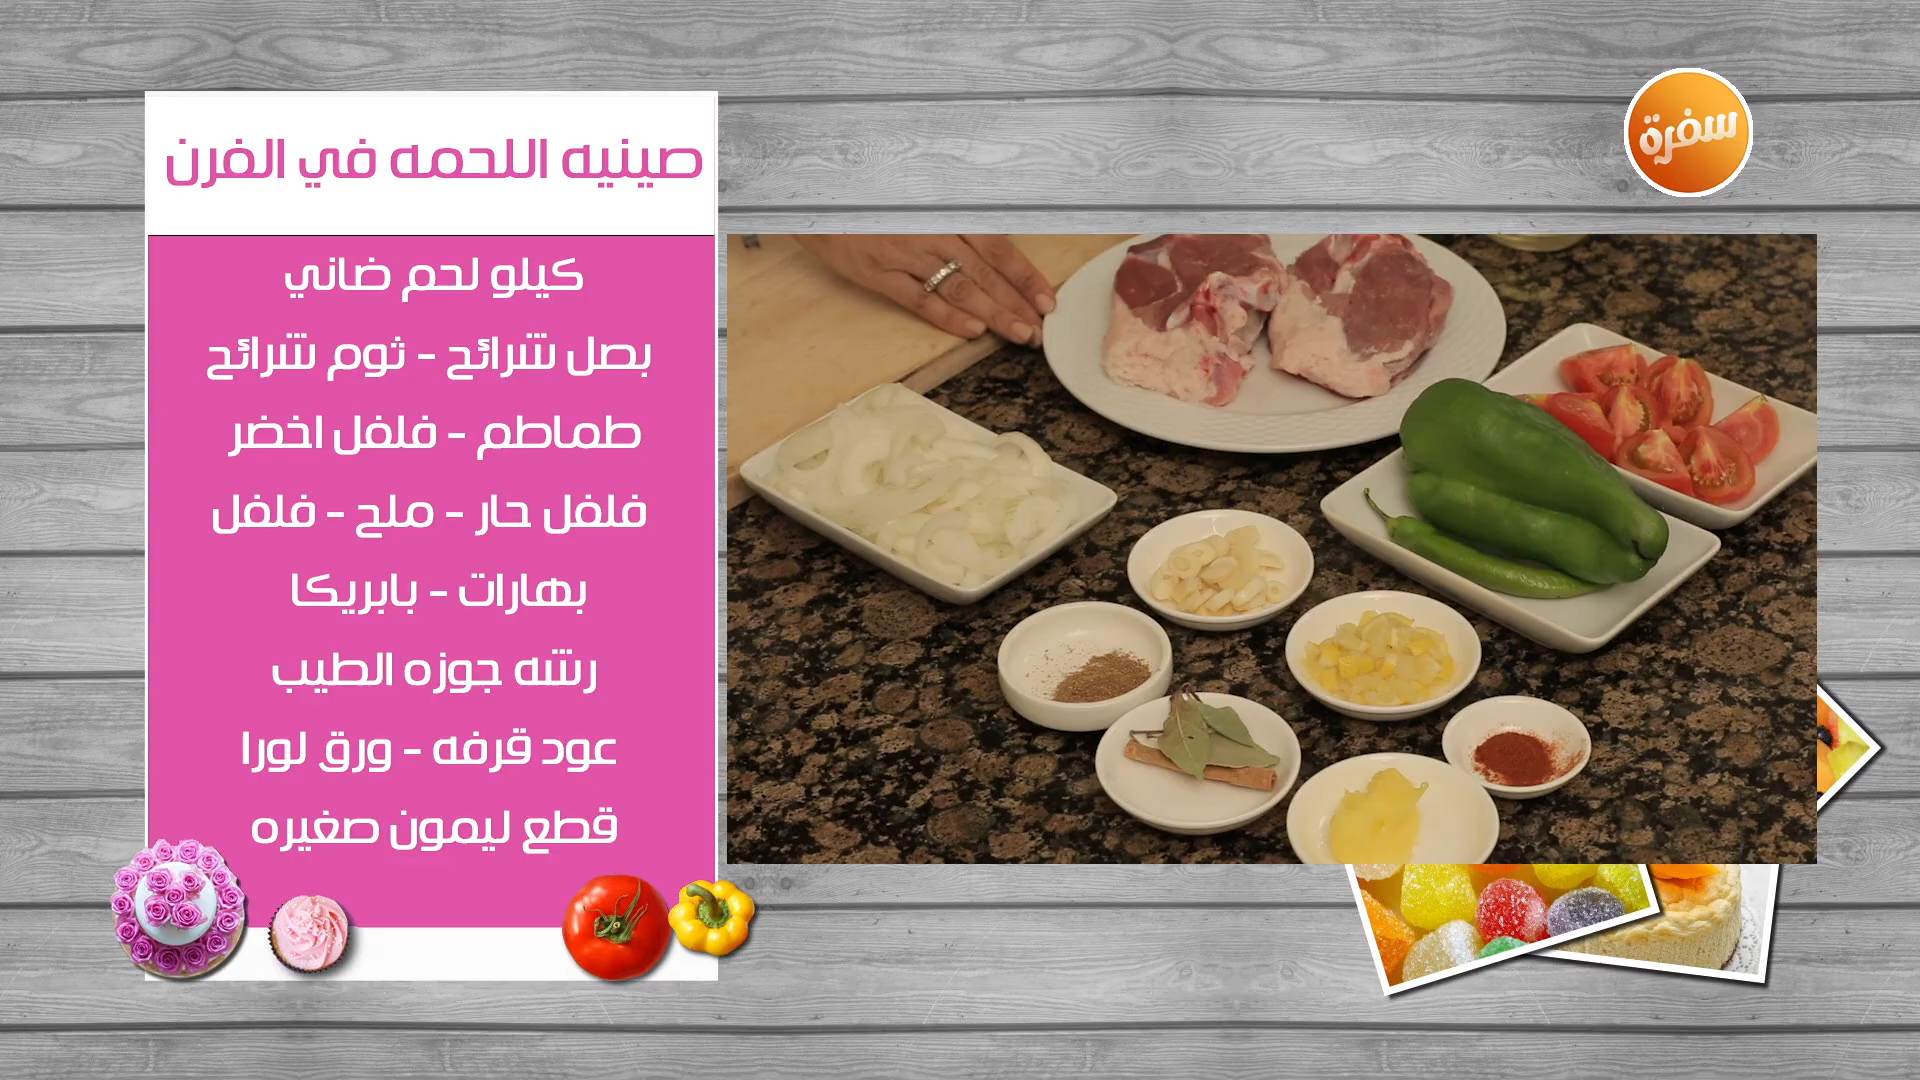 سفرة
صينيه اللحمه في الفرن
كيلو لحم ضاني
بصل شرائح - ثوم شرائح
طماطم - فلفل اخضر
فلفل حار - ملح - فلفل
بهارات - بابريكا
رشه جوزه الطيب
عود قرفه - ورق لورا
قطع ليمون صغيره